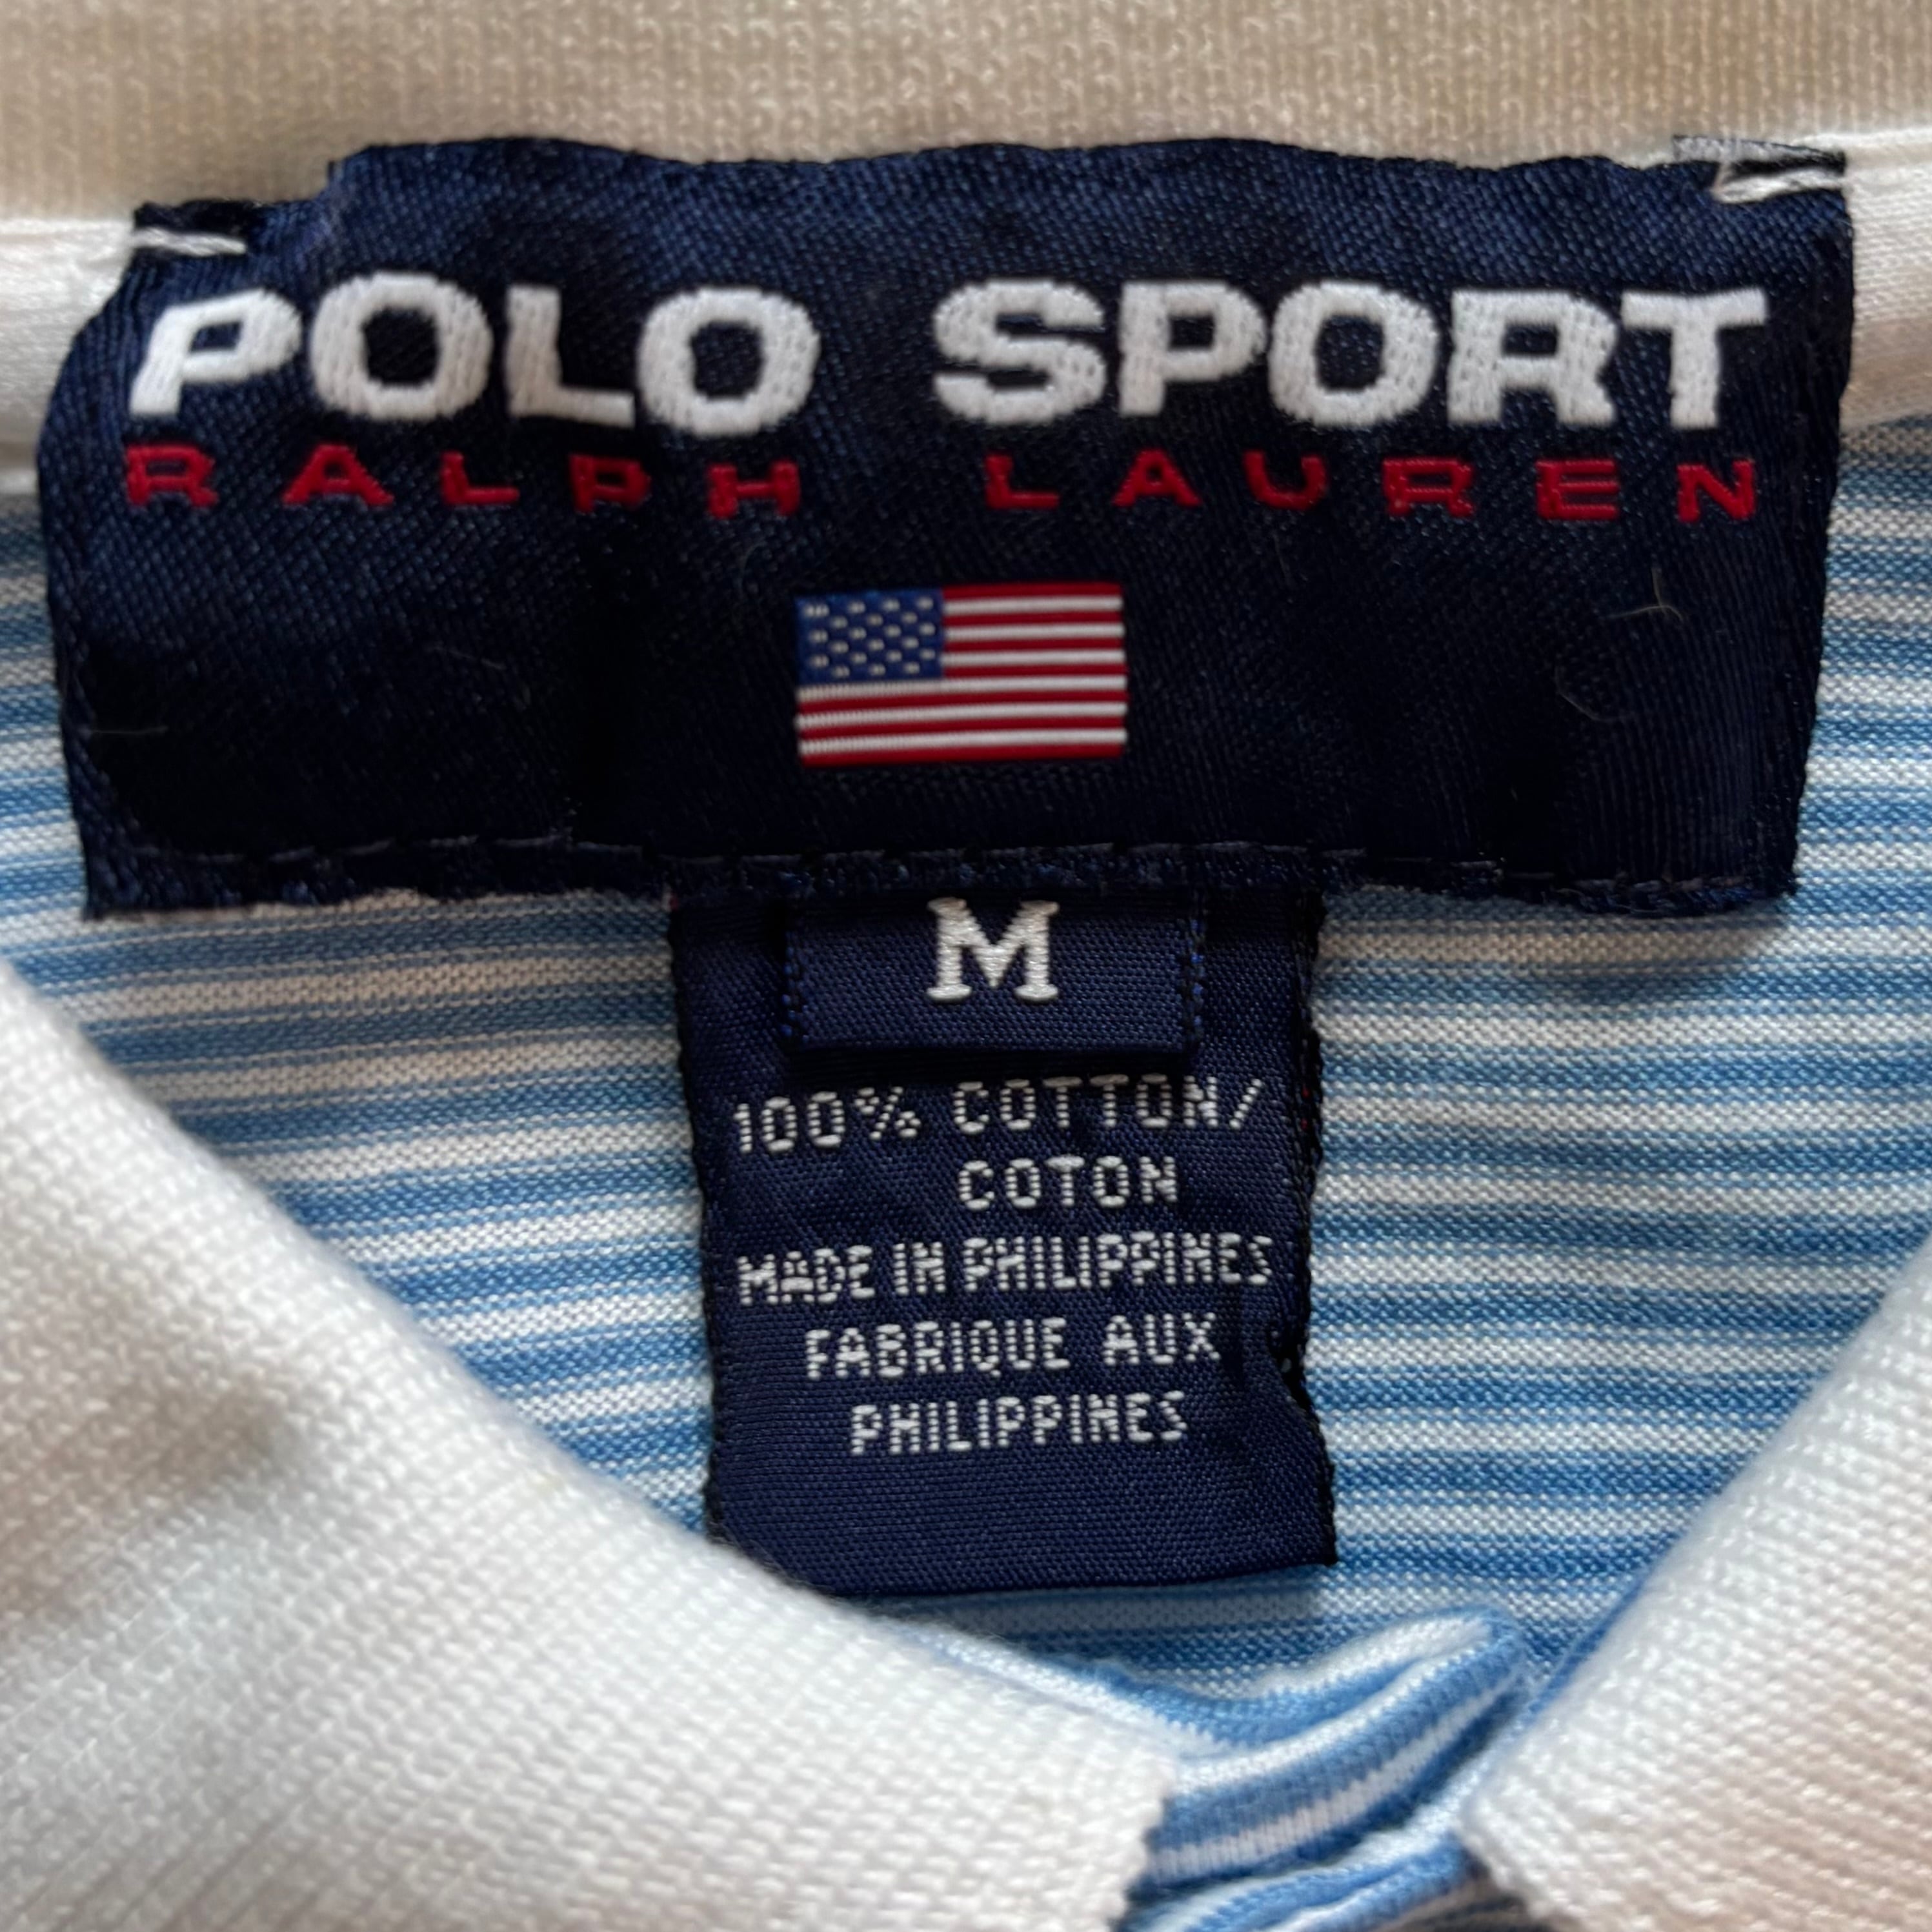 POLO SPORT
RALPH LAUREN
M
100% COTTON/
COTON
MADE IN PHILIPPINES
FABRIQUE AUX
PHILIPPINES